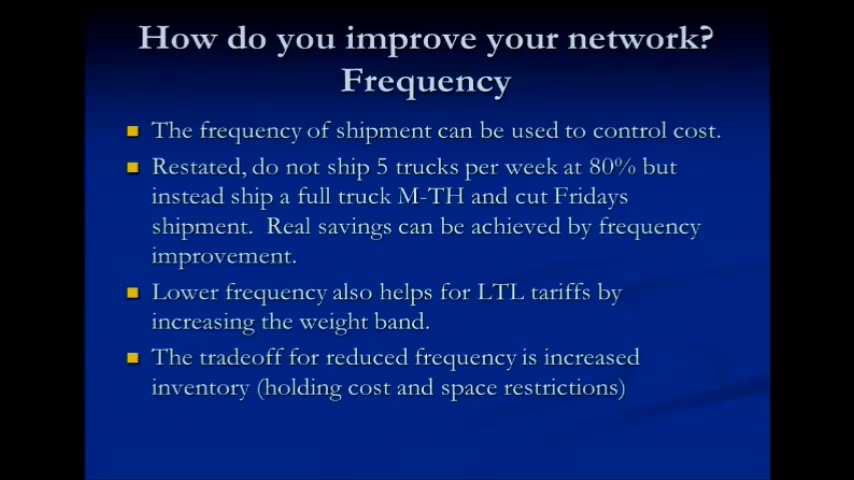 How do you improve your network?
Frequency
The frequency of shipment can be used to control cost.
Restated, do not ship 5 trucks per week at 80% but
instead ship a full truck M-TH and cut Fridays
shipment. Real savings can be achieved by frequency
improvement.
Lower frequency also helps for LTL tariffs by
increasing the weight band.
The tradeoff for reduced frequency is increased
inventory (holding cost and space restrictions)